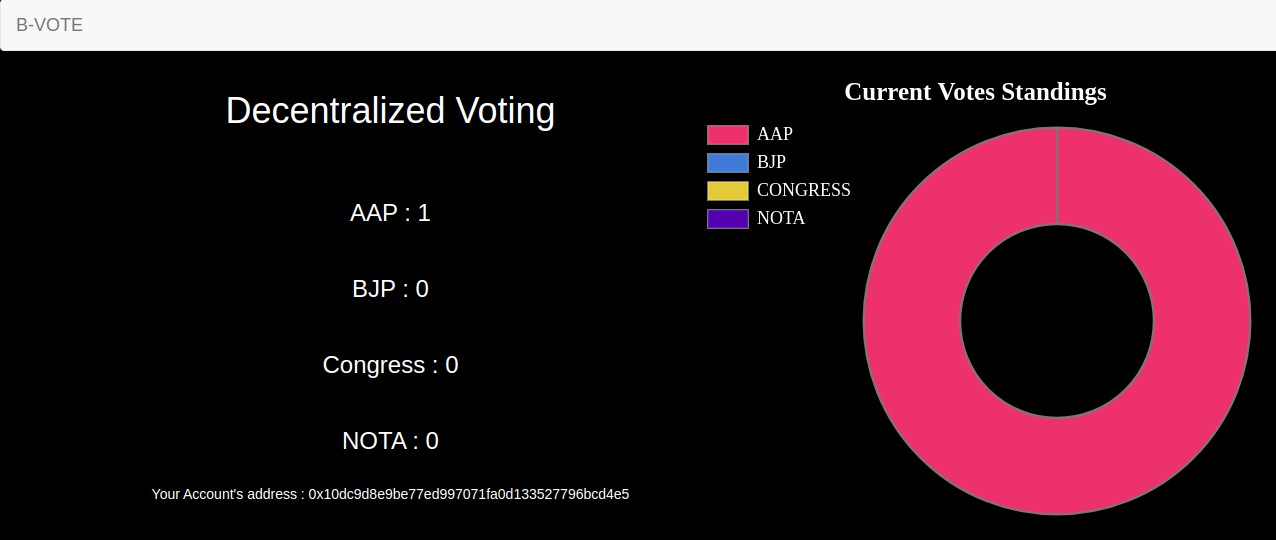 B-VOTE
Decentralized Voting
AAP : 1
BJP : 0
Congress : 0
NOTA : 0
Your Account's address : 0x10dc9d8e9be77ed997071fa0d133527796bcd4e5
Current Votes Standings
AAP
BJP
CONGRESS
NOTA